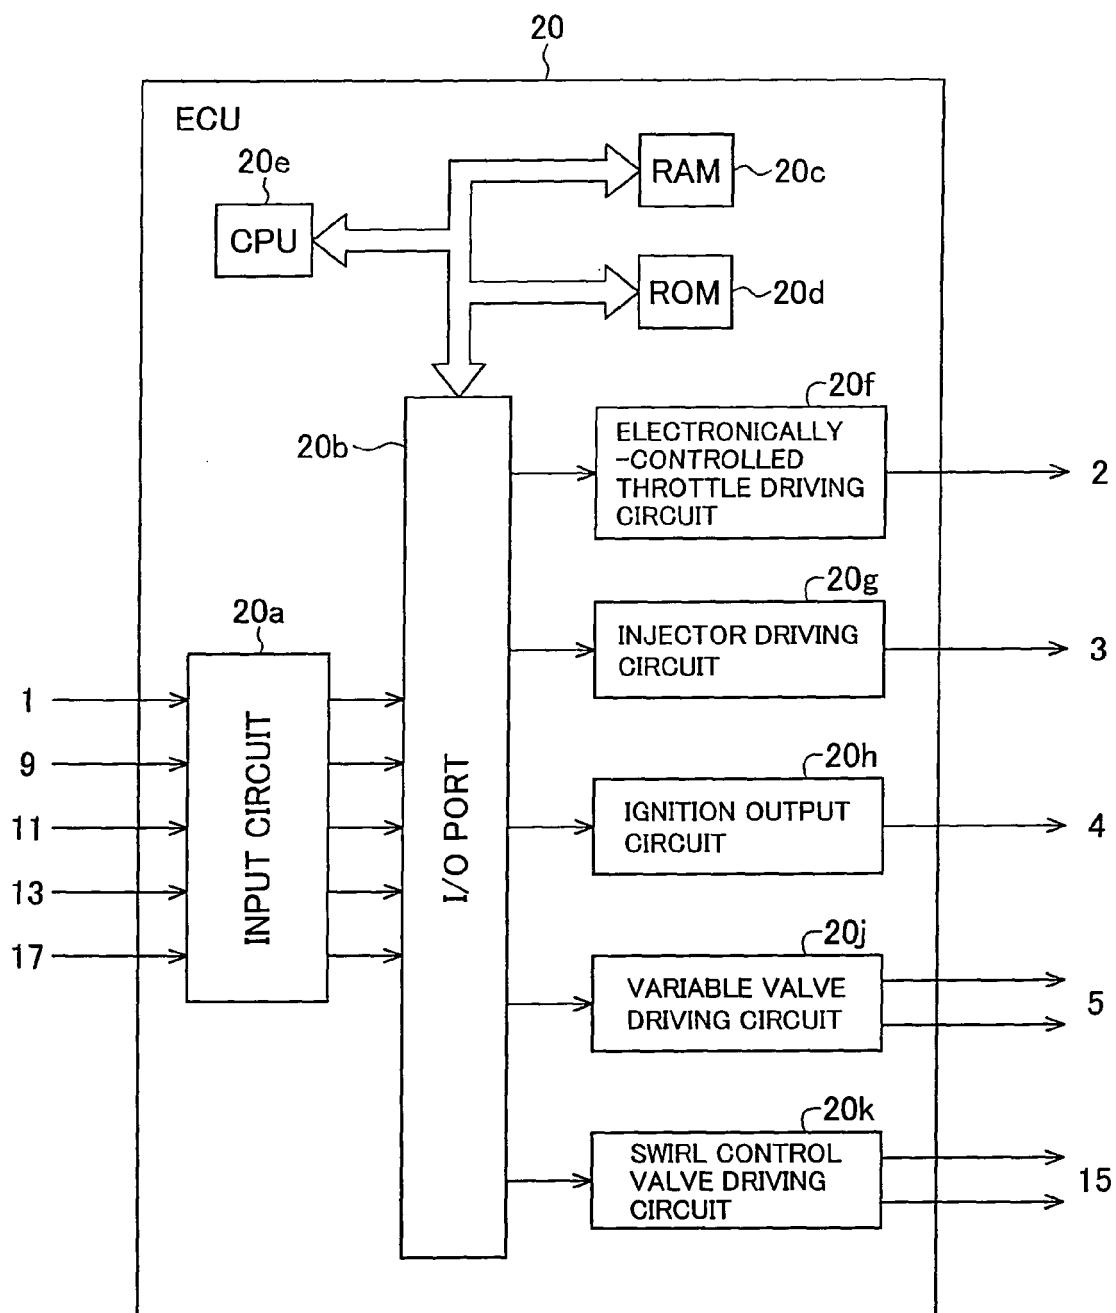 20
ECU
20e
CPU
RAM
20c
ROM
20d
20b
I/O PORT
20f
ELECTRONICALLY
-CONTROLLED
THROTTLE DRIVING
CIRCUIT
2
20g
INJECTOR DRIVING
CIRCUIT
3
20a
INPUT CIRCUIT
1
9
11
13
17
20h
IGNITION OUTPUT
CIRCUIT
4
20j
VARIABLE VALVE
DRIVING CIRCUIT
5
20k
SWIRL CONTROL
VALVE DRIVING
CIRCUIT
15